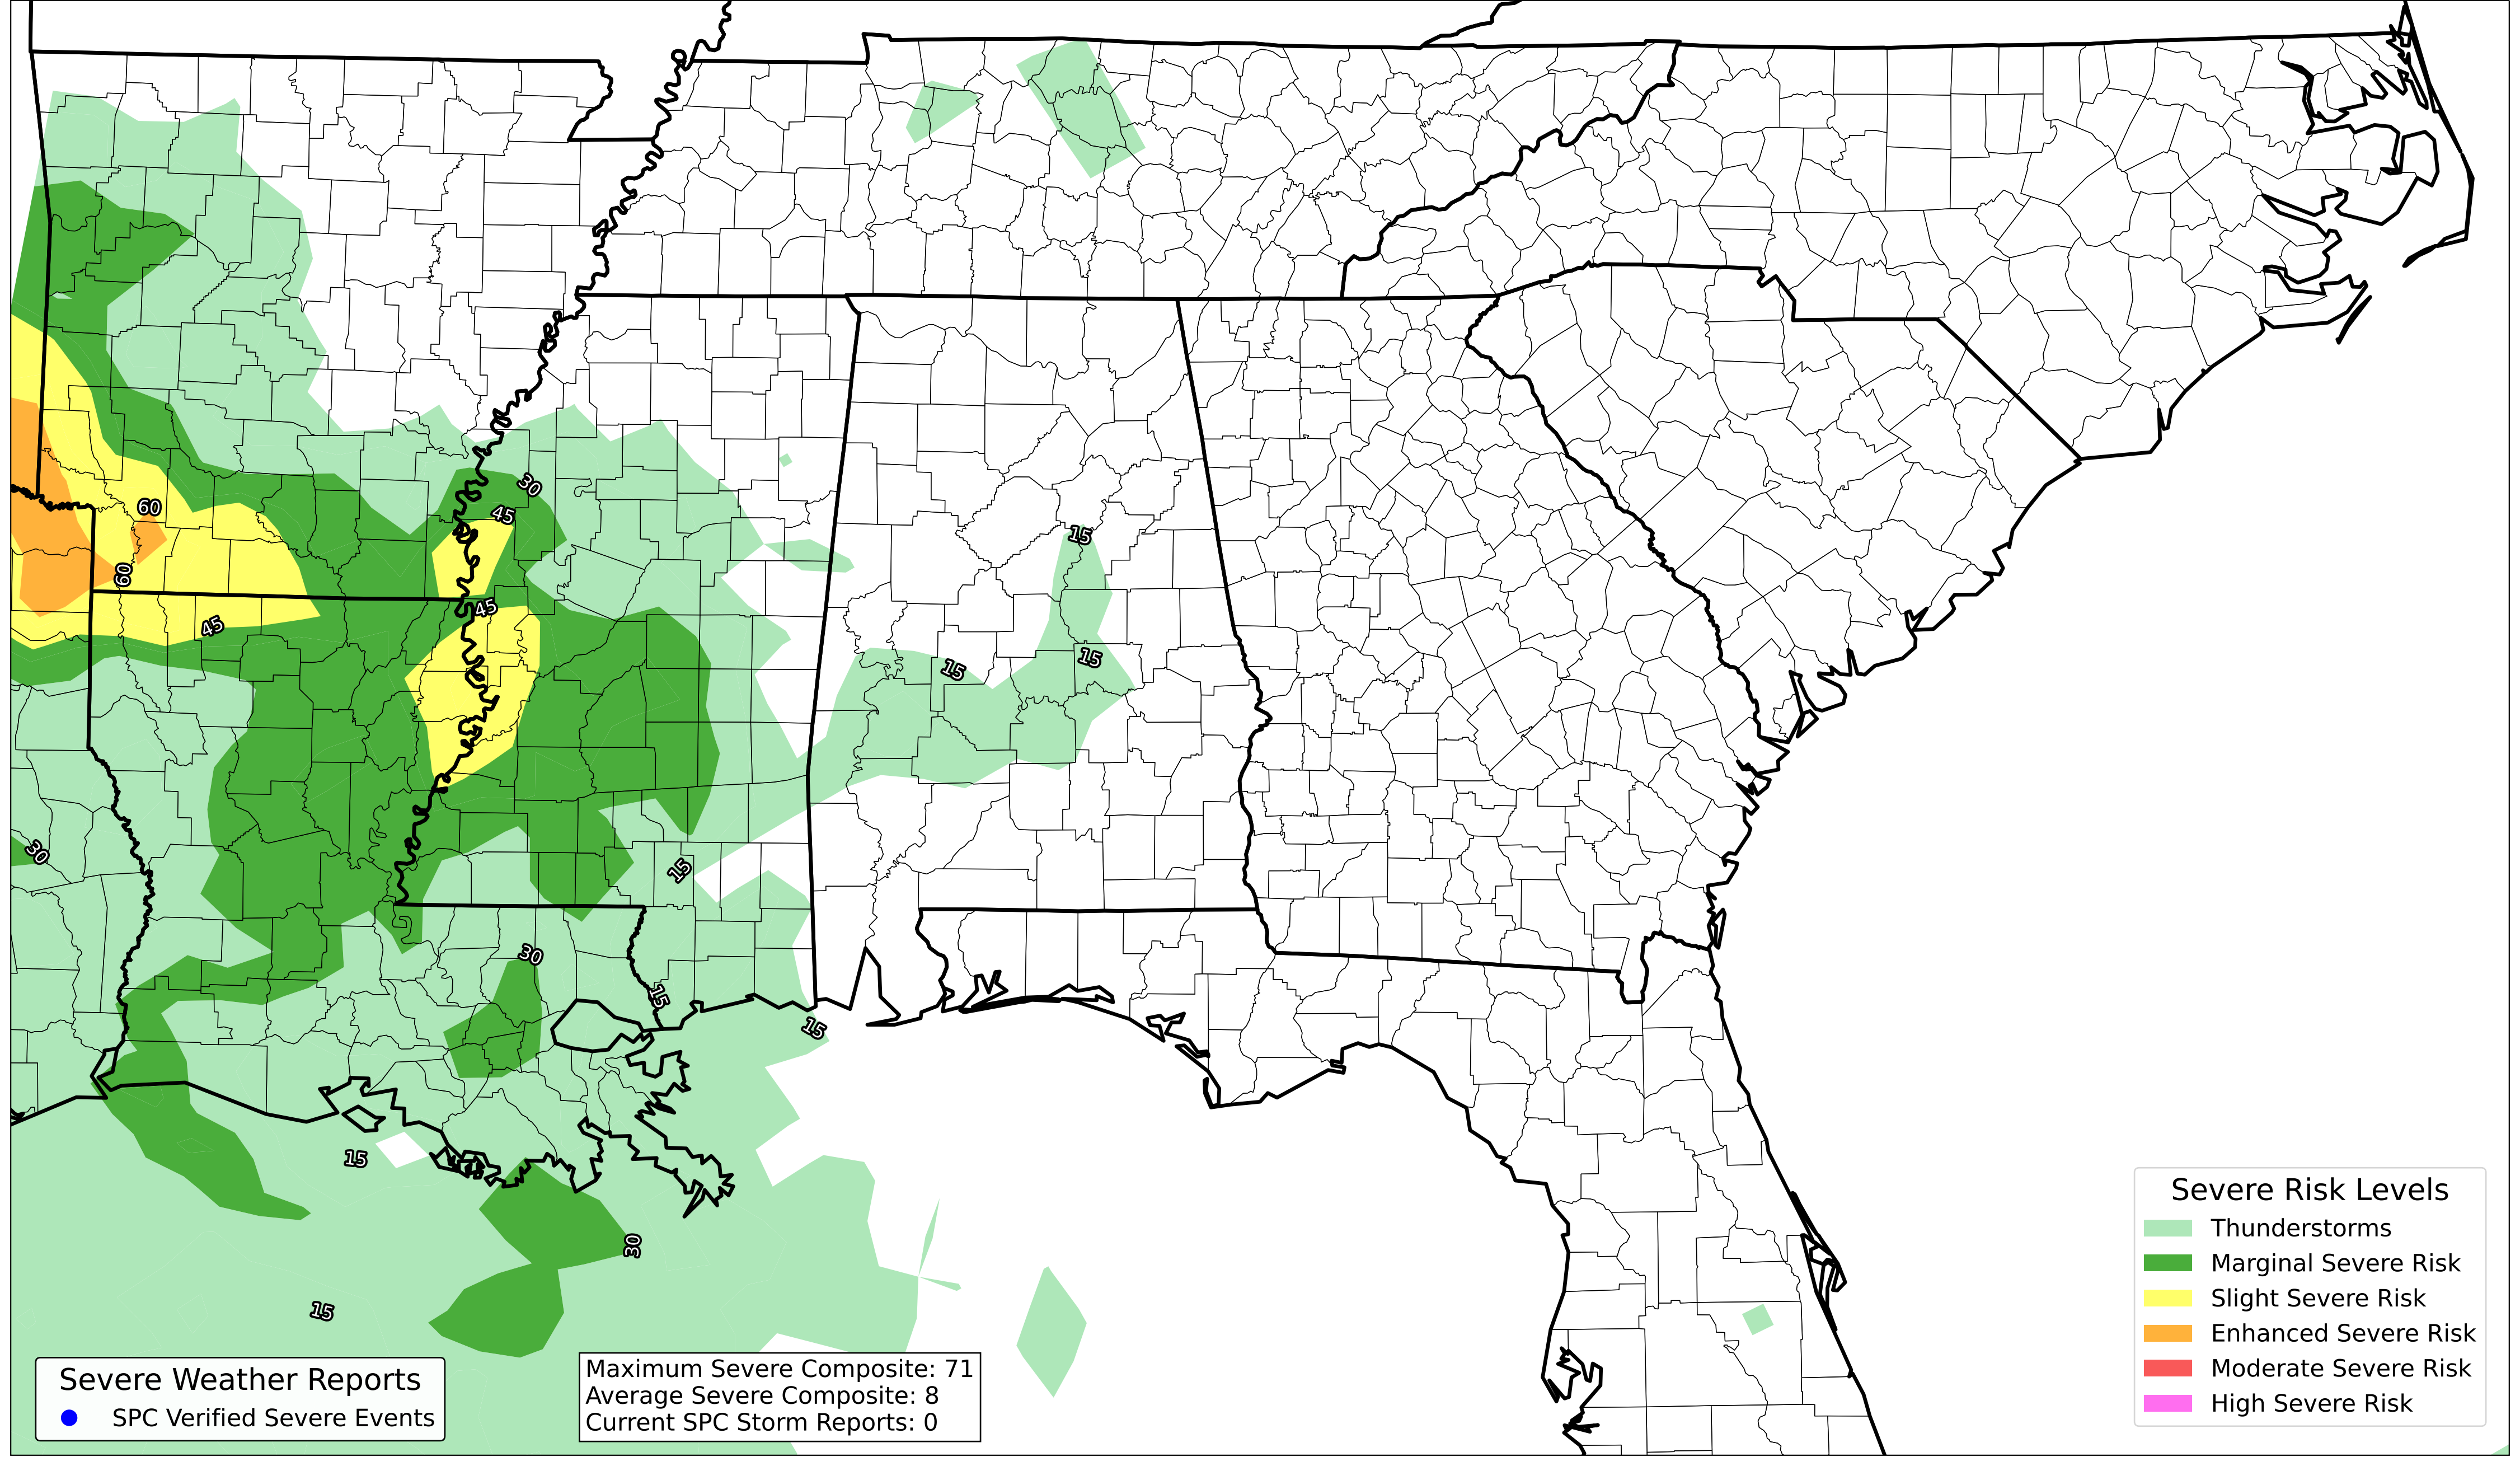 30
45
60
15
60
45
45
15
15
30
15
30
15
15
15
30
15
Severe Risk Levels
Thunderstorms
Marginal Severe Risk
Slight Severe Risk
Enhanced Severe Risk
Moderate Severe Risk
High Severe Risk
Severe Weather Reports
SPC Verified Severe Events
Maximum Severe Composite: 71
Average Severe Composite: 8
Current SPC Storm Reports: 0